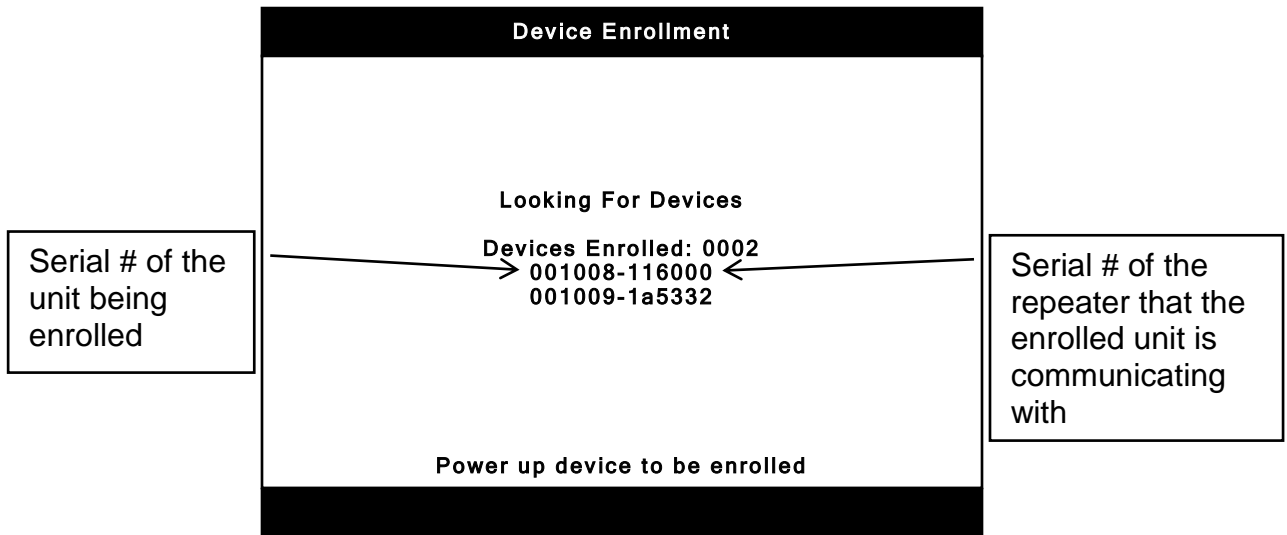 Device Enrollment
Looking For Devices
Devices Enrolled: 0002
001008-116000
001009-1a5332
Power up device to be enrolled
Serial # of the
unit being
enrolled
Serial # of the
repeater that the
enrolled unit is
communicating
with